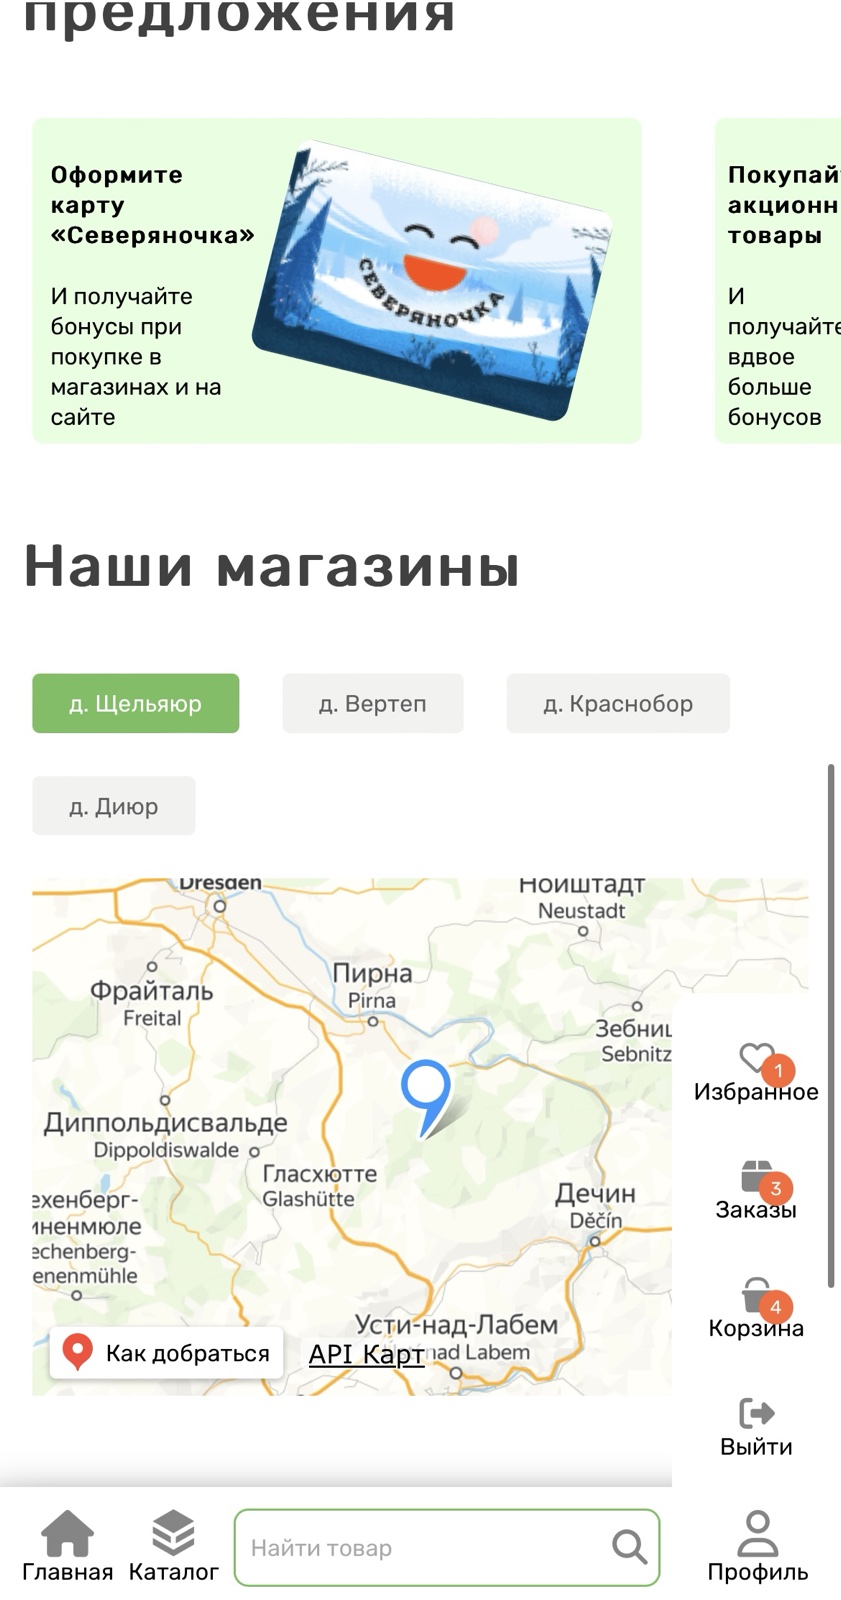 предложения
Оформите
карту
«Северяночка»
И получайте
бонусы при
покупке в
магазинах и на
сайте
СЕВЕРЯНОЧКА
Покупай
акционн
товары
И
получайте
вдвое
больше
бонусов
Наши магазины
д. Щельяюр
д. Вертеп
д. Краснобор
д. Диюр
Dresden
Нойштадт
Neustadt
Пирна
Pirna
Фрайталь
Freital
Зебниц
Sebnitz
Диппольдисвальде
Dippoldiswalde
Гласхютте
Glashütte
Дечин
Děčín
ехенберг-
иненмюле
echenberg-
enenmühle
Усти-над-Лабем
nad Labem
Как добраться
API Карт
1
Избранное
3
Заказы
4
Корзина
Выйти
Главная
Каталог
Найти товар
Профиль